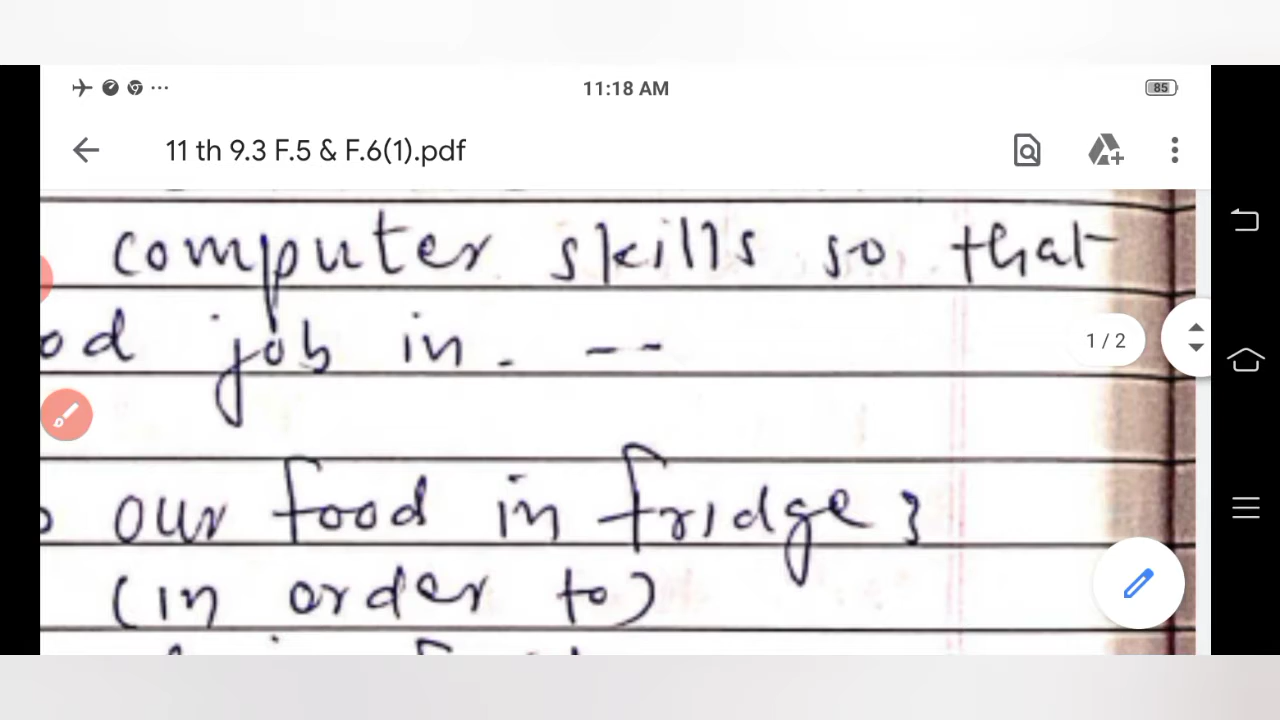 11:18 AM
85
11 th 9.3 F.5 & F.6(1).pdf
computer skills so that
od job in. --
1 / 2
our food in fridge ;
(in order to)